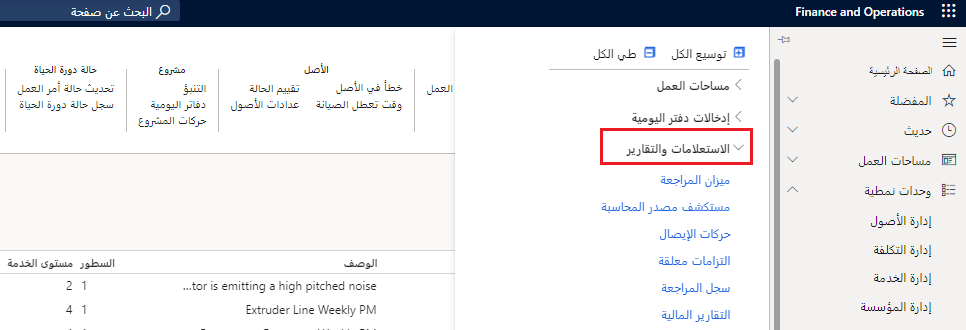 Finance and Operations
البحث عن صفحة
الصفحة الرئيسية
المفضلة
حديث
مساحات العمل
وحدات نمطية
إدارة الأصول
إدارة التكلفة
إدارة الخدمة
إدارة المؤسسة
توسيع الكل
طي الكل
مساحات العمل
إدخالات دفتر اليومية
الاستعلامات والتقارير
ميزان المراجعة
مستكشف مصدر المحاسبة
حركات الإيصال
التزامات معلقة
سجل المراجعة
التقارير المالية
العمل
الأصل
خطأ في الأصل
تقييم الحالة
وقت تعطل الصيانة
عدادات الأصول
مشروع
التنبؤ
دفاتر اليومية
حركات المشروع
حالة دورة الحياة
تحديث حالة أمر العمل
سجل حالة دورة الحياة
الوصف السطور مستوى الخدمة
...tor is emitting a high pitched noise 1 2
Extruder Line Weekly PM 1 4